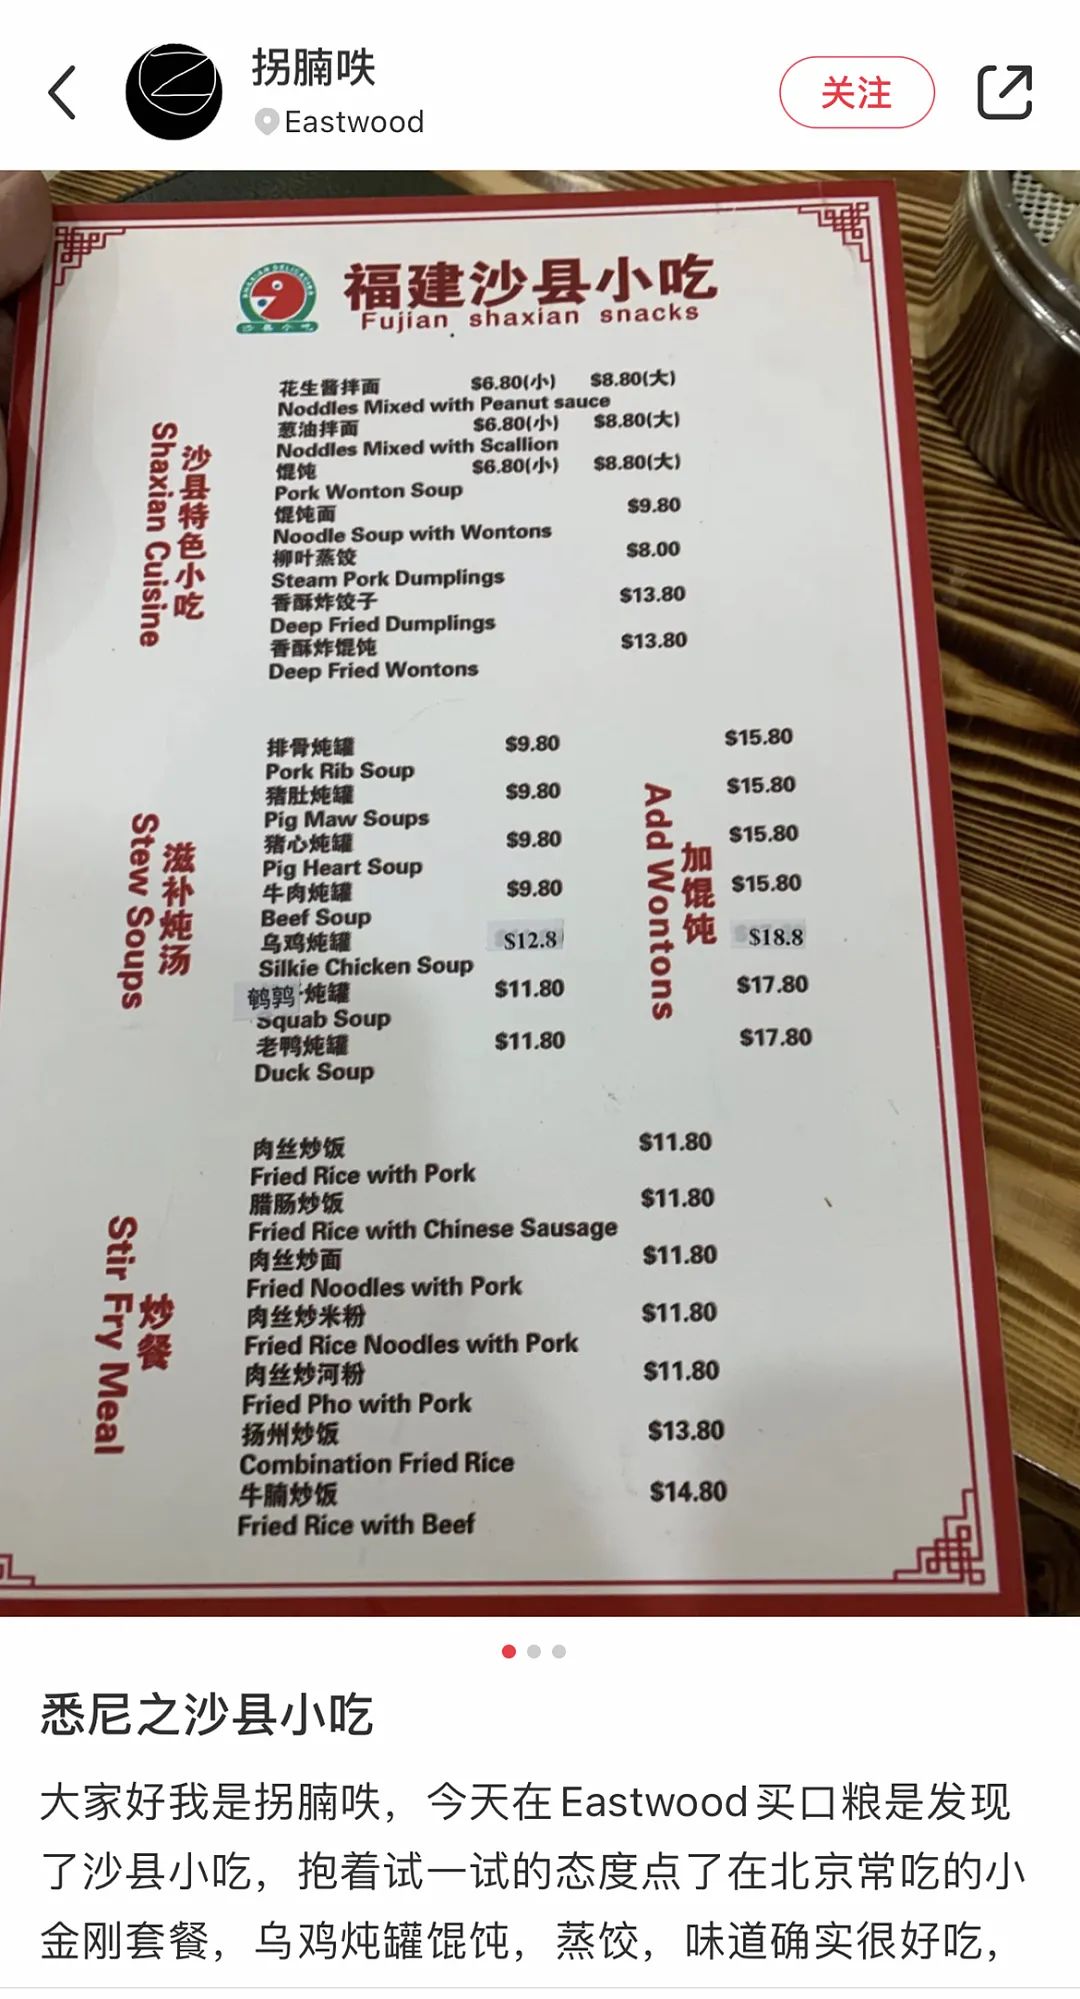 拐腩呋
Eastwood
关注
福建沙县小吃
Fujian shaxian snacks
沙县小吃
沙县特色小吃
Shaxian Cuisine
花生酱拌面 $6.80(小) $8.80(大)
Noddles Mixed with Peanut sauce
葱油拌面 $6.80(小) $8.80(大)
Noddles Mixed with Scallion
馄饨 $6.80(小) $8.80(大)
Pork Wonton Soup
馄饨面 $9.80
Noodle Soup with Wontons
柳叶蒸饺 $8.00
Steam Pork Dumplings
香酥炸饺子 $13.80
Deep Fried Dumplings
香酥炸馄饨 $13.80
Deep Fried Wontons
滋补炖汤
Stew Soups
加馄饨
Add Wontons
排骨炖罐 $9.80 $15.80
Pork Rib Soup
猪肚炖罐 $9.80 $15.80
Pig Maw Soups
猪心炖罐 $9.80 $15.80
Pig Heart Soup
牛肉炖罐 $9.80 $15.80
Beef Soup
乌鸡炖罐 $12.8 $18.8
Silkie Chicken Soup
鹌鹑炖罐 $11.80 $17.80
Squab Soup
老鸭炖罐 $11.80 $17.80
Duck Soup
炒餐
Stir Fry Meal
肉丝炒饭 $11.80
Fried Rice with Pork
腊肠炒饭 $11.80
Fried Rice with Chinese Sausage
肉丝炒面 $11.80
Fried Noodles with Pork
肉丝炒米粉 $11.80
Fried Rice Noodles with Pork
肉丝炒河粉 $11.80
Fried Pho with Pork
扬州炒饭 $13.80
Combination Fried Rice
牛腩炒饭 $14.80
Fried Rice with Beef
悉尼之沙县小吃
大家好我是拐腩呋，今天在Eastwood买口粮是发现
了沙县小吃，抱着试一试的态度点了在北京常吃的小
金刚套餐，乌鸡炖罐馄饨，蒸饺，味道确实很好吃，